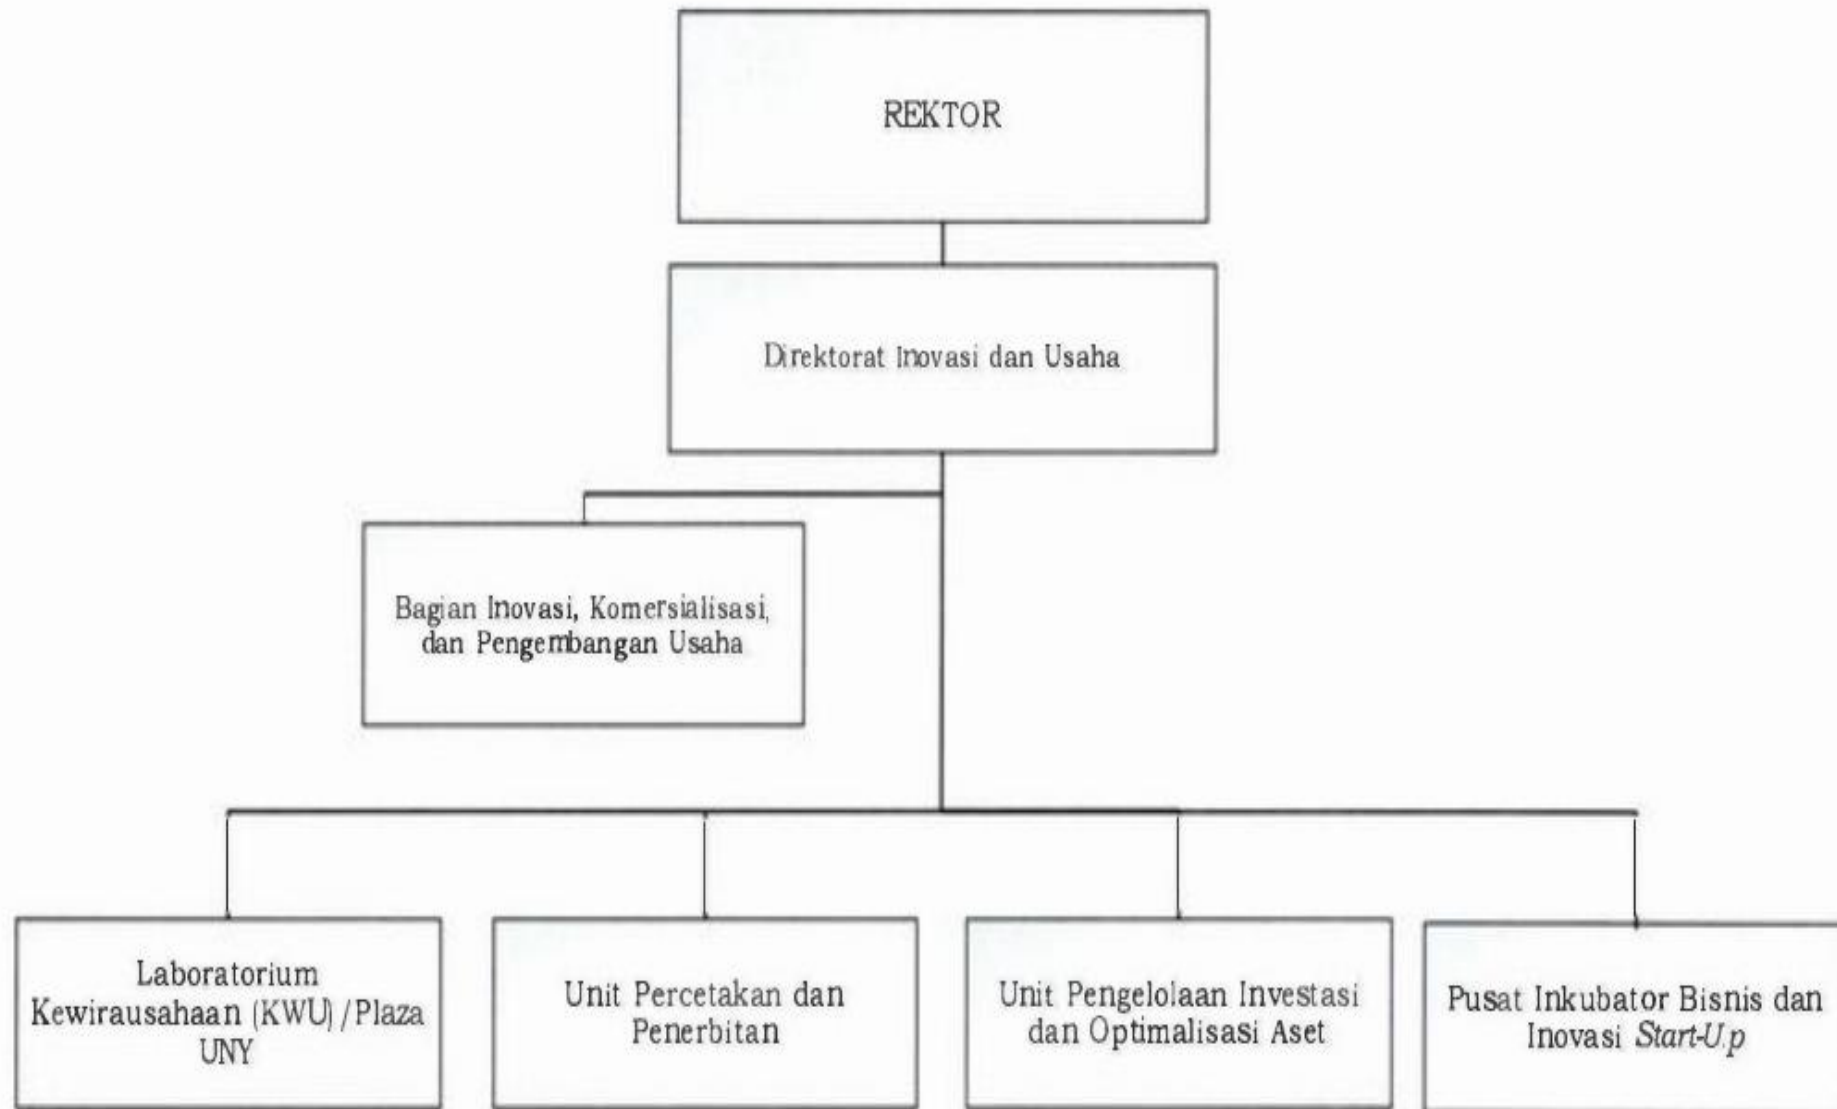 REKTOR
Direktorat Inovasi dan Usaha
Bagian Inovasi, Komersialisasi,
dan Pengembangan Usaha
Laboratorium
Kewirausahaan (KWU) / Plaza
UNY
Unit Percetakan dan
Penerbitan
Unit Pengelolaan Investasi
dan Optimalisasi Aset
Pusat Inkubator Bisnis dan
Inovasi Start-U.p